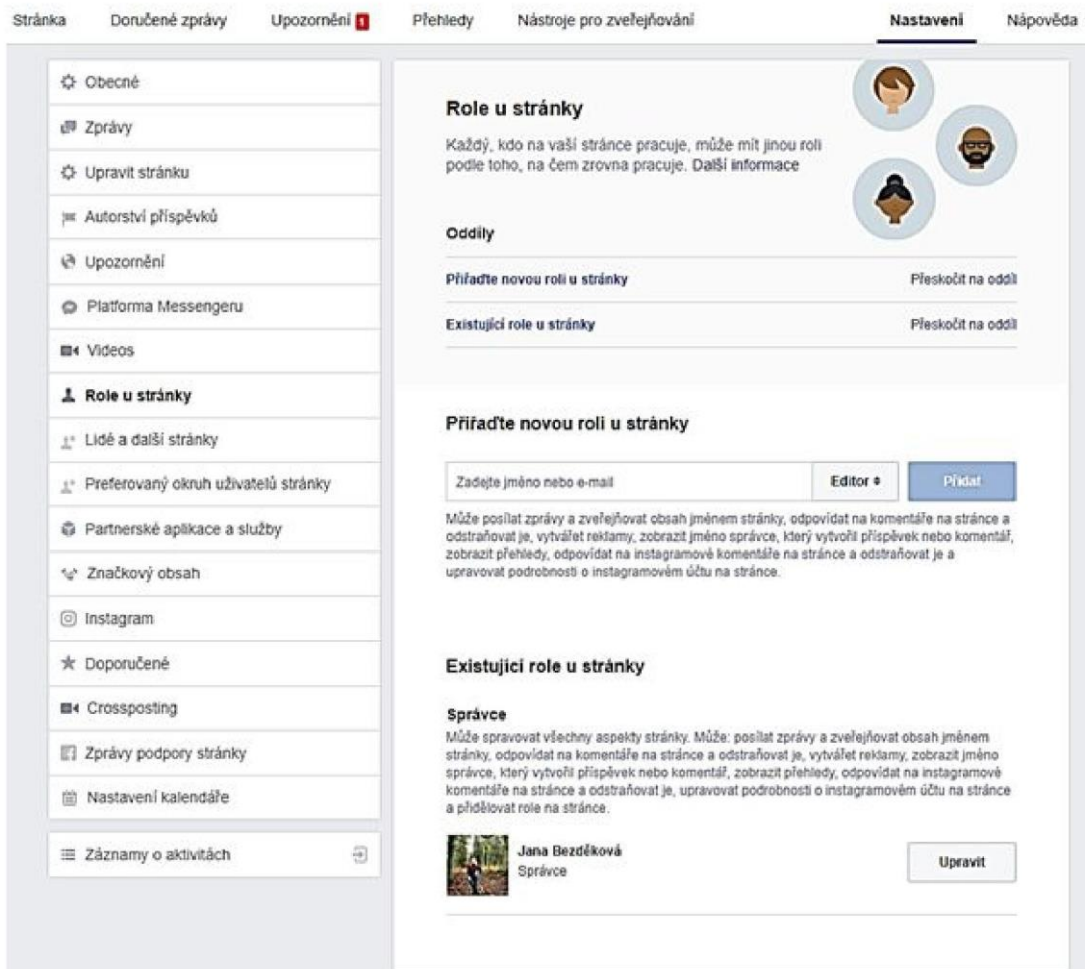 Stránka Doručené zprávy Upozornění 1 Přehledy Nástroje pro zveřejňování Nastavení Nápověda
Obecné
Zprávy
Upravit stránku
Autorství příspěvků
Upozornění
Platforma Messengeru
Videos
Role u stránky
Lidé a další stránky
Preferovaný okruh uživatelů stránky
Partnerské aplikace a služby
Značkový obsah
Instagram
Doporučené
Crossposting
Zprávy podpory stránky
Nastavení kalendáře
Záznamy o aktivitách
Role u stránky
Každý, kdo na vaší stránce pracuje, může mít jinou roli
podle toho, na čem zrovna pracuje. Další informace
Oddíly
Přiřaďte novou roli u stránky Přeskočit na oddíl
Existující role u stránky Přeskočit na oddíl
Přiřaďte novou roli u stránky
Zadejte jméno nebo e-mail Editor Přidat
Může posílat zprávy a zveřejňovat obsah jménem stránky, odpovídat na komentáře na stránce a
odstraňovat je, vytvářet reklamy, zobrazit jméno správce, který vytvořil příspěvek nebo komentář,
zobrazit přehledy, odpovídat na instagramové komentáře na stránce a odstraňovat je a
upravovat podrobnosti o instagramovém účtu na stránce.
Existující role u stránky
Správce
Může spravovat všechny aspekty stránky. Může: posílat zprávy a zveřejňovat obsah jménem
stránky, odpovídat na komentáře na stránce a odstraňovat je, vytvářet reklamy, zobrazit jméno
správce, který vytvořil příspěvek nebo komentář, zobrazit přehledy, odpovídat na instagramové
komentáře na stránce a odstraňovat je, upravovat podrobnosti o instagramovém účtu na stránce
a přidělovat role na stránce.
Jana Bezděková
Správce
Upravit